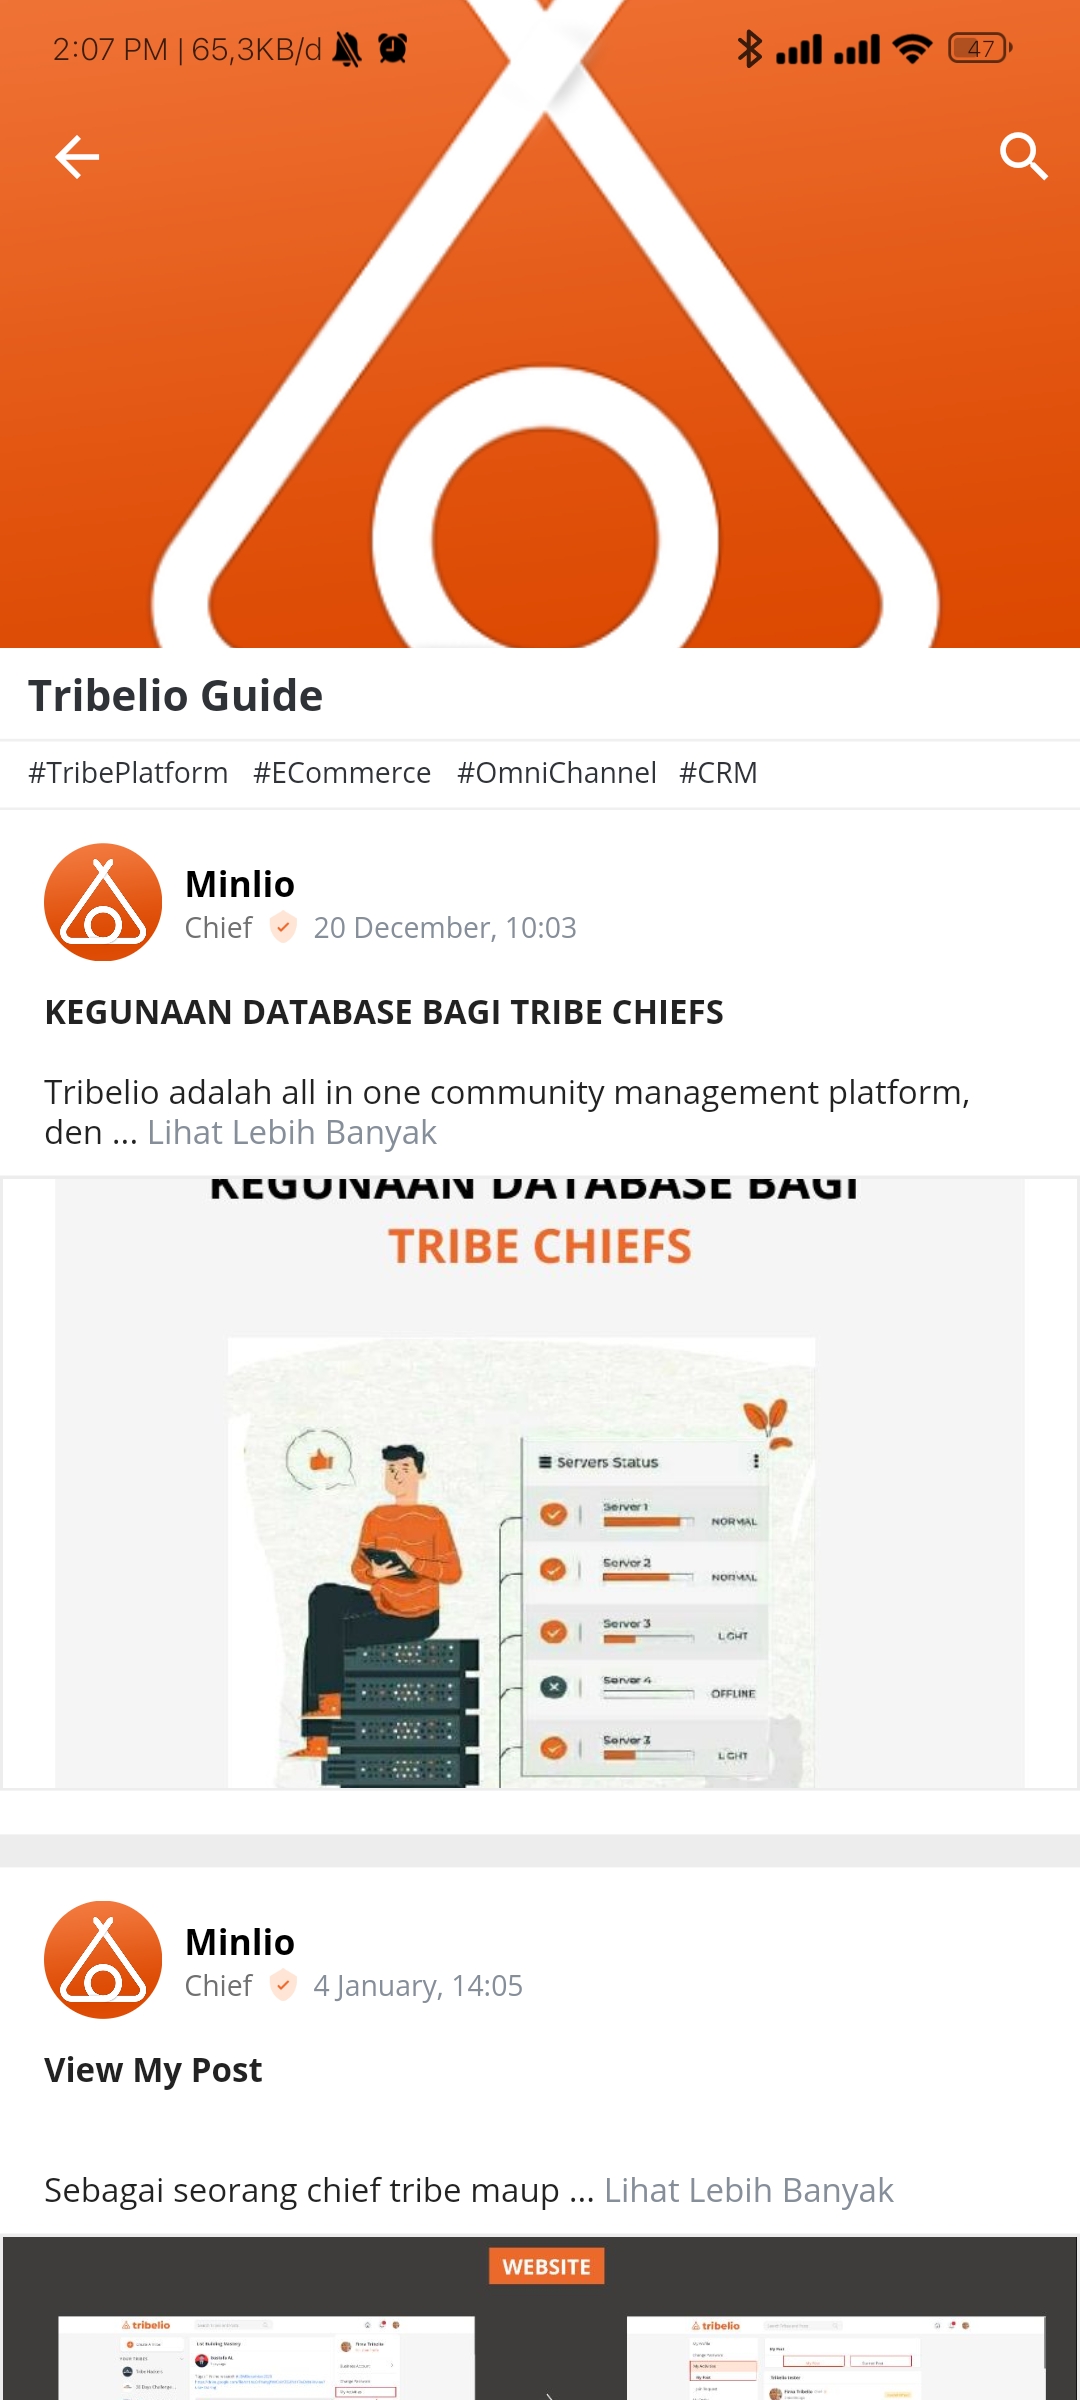 2:07 PM | 65,3KB/d 47
Tribelio Guide
#TribePlatform #ECommerce #OmniChannel #CRM
Minlio
Chief 20 December, 10:03
KEGUNAAN DATABASE BAGI TRIBE CHIEFS
Tribelio adalah all in one community management platform,
den ... Lihat Lebih Banyak
KEGUNAAN DATABASE BAGI
TRIBE CHIEFS
Servers Status
Server 1
NORMAL
Server 2
NORMAL
Server 3
LIGHT
Server 4
OFFLINE
Server 3
LIGHT
Minlio
Chief 4 January, 14:05
View My Post
Sebagai seorang chief tribe maup ... Lihat Lebih Banyak
WEBSITE
tribelio
tribelio